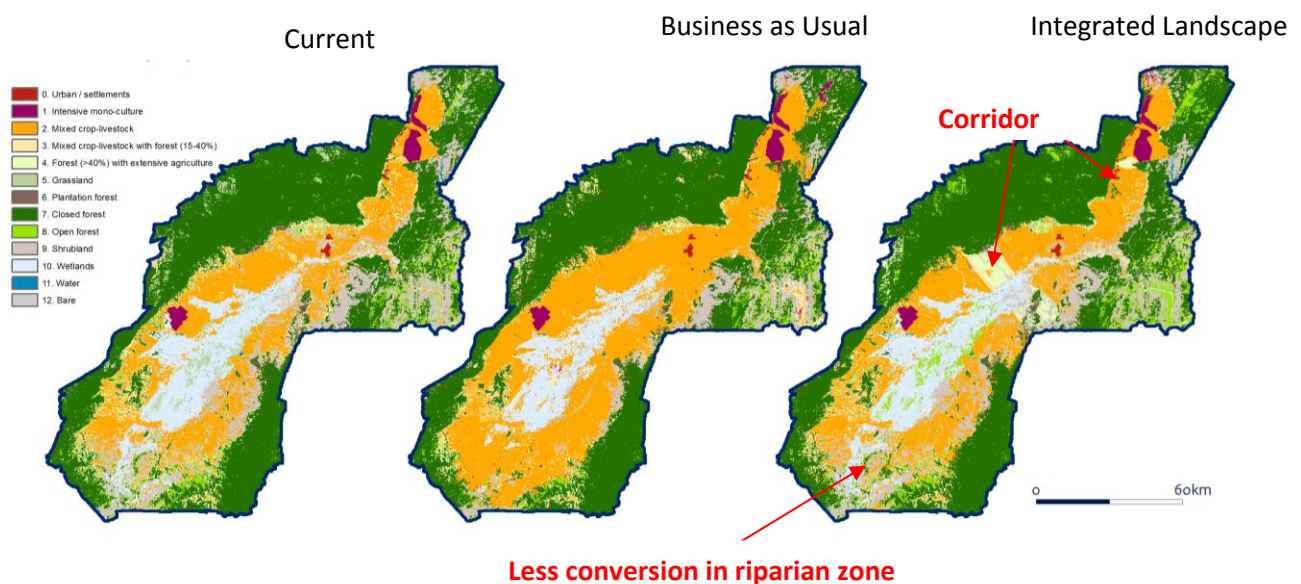 Current
Business as Usual
Integrated Landscape
0. Urban / settlements
1. Intensive mono-culture
2. Mixed crop-livestock
3. Mixed crop-livestock with forest (15-40%)
4. Forest (>40%) with extensive agriculture
5. Grassland
6. Plantation forest
7. Closed forest
8. Open forest
9. Shrubland
10. Wetlands
11. Water
12. Bare
Corridor
0 60km
Less conversion in riparian zone